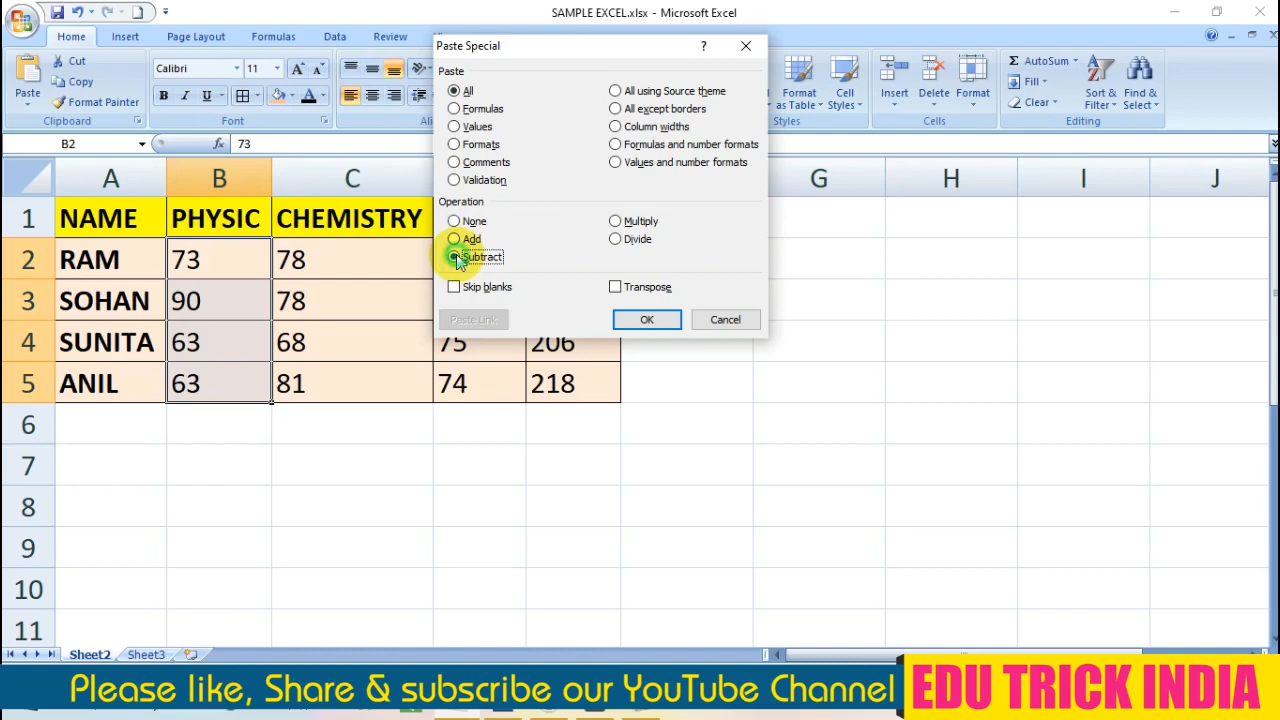 SAMPLE EXCEL.xlsx - Microsoft Excel
Home Insert Page Layout Formulas Data Review
Paste Special ?
Cut
Copy
Format Painter
Paste
Clipboard
Calibri 11
B I U
Font
Format as Table
Cell Styles
Styles
Insert
Delete
Format
Cells
AutoSum
Fill
Clear
Sort & Filter
Find & Select
Editing
Paste
All
Formulas
Values
Formats
Comments
Validation
All using Source theme
All except borders
Column widths
Formulas and number formats
Values and number formats
Operation
None
Add
Subtract
Multiply
Divide
Skip blanks
Transpose
Paste Link
OK
Cancel
B2 fx 73
A B C G H I J
1 NAME PHYSIC CHEMISTRY
2 RAM 73 78
3 SOHAN 90 78
4 SUNITA 63 68 75 206
5 ANIL 63 81 74 218
6
7
8
9
10
11
Sheet2 Sheet3
Please like, Share & subscribe our YouTube Channel
EDU TRICK INDIA